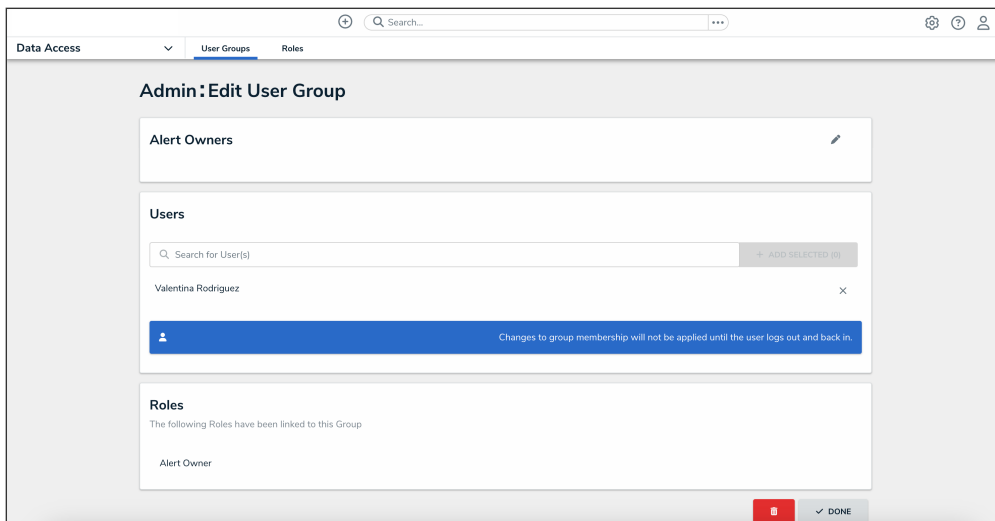 Search...
Data Access
User Groups
Roles
Admin:Edit User Group
Alert Owners
Users
Search for User(s)
+ ADD SELECTED (0)
Valentina Rodriguez
Changes to group membership will not be applied until the user logs out and back in.
Roles
The following Roles have been linked to this Group
Alert Owner
DONE